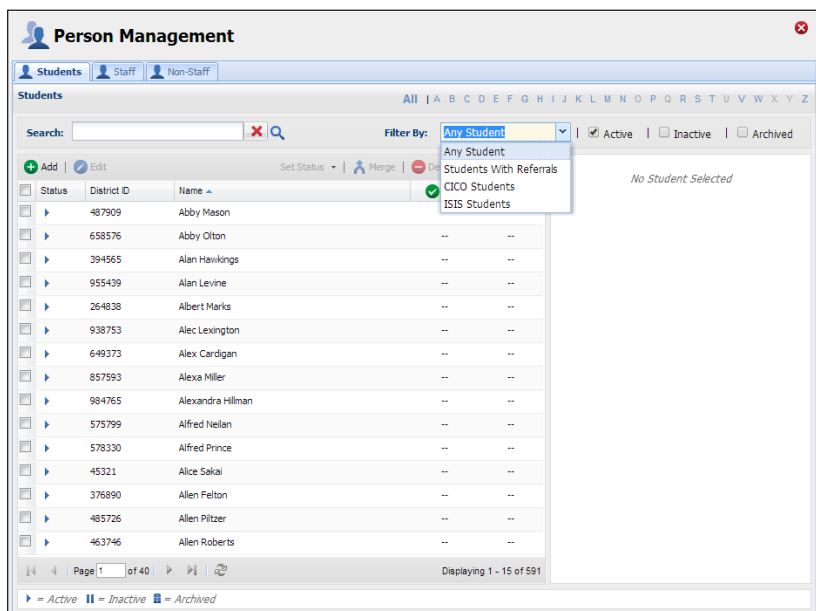 Person Management
Students Staff Non-Staff
Students All | A B C D E F G H I J K L M N O P Q R S T U V W X Y Z
Search: Filter By: Any Student | Active | Inactive | Archived
Any Student
Students With Referrals
CICO Students
ISIS Students
Add | Edit Set Status | Merge | De
No Student Selected
Status District ID Name
487909 Abby Mason
658576 Abby Olton -- --
394565 Alan Hawkings -- --
955439 Alan Levine -- --
264838 Albert Marks -- --
938753 Alec Lexington -- --
649373 Alex Cardigan -- --
857593 Alexa Miller -- --
984765 Alexandra Hillman -- --
575799 Alfred Neilan -- --
578330 Alfred Prince -- --
45321 Alice Sakai -- --
376890 Allen Felton -- --
485726 Allen Piltzer -- --
463746 Allen Roberts -- --
Page 1 of 40 Displaying 1 - 15 of 591
= Active = Inactive = Archived